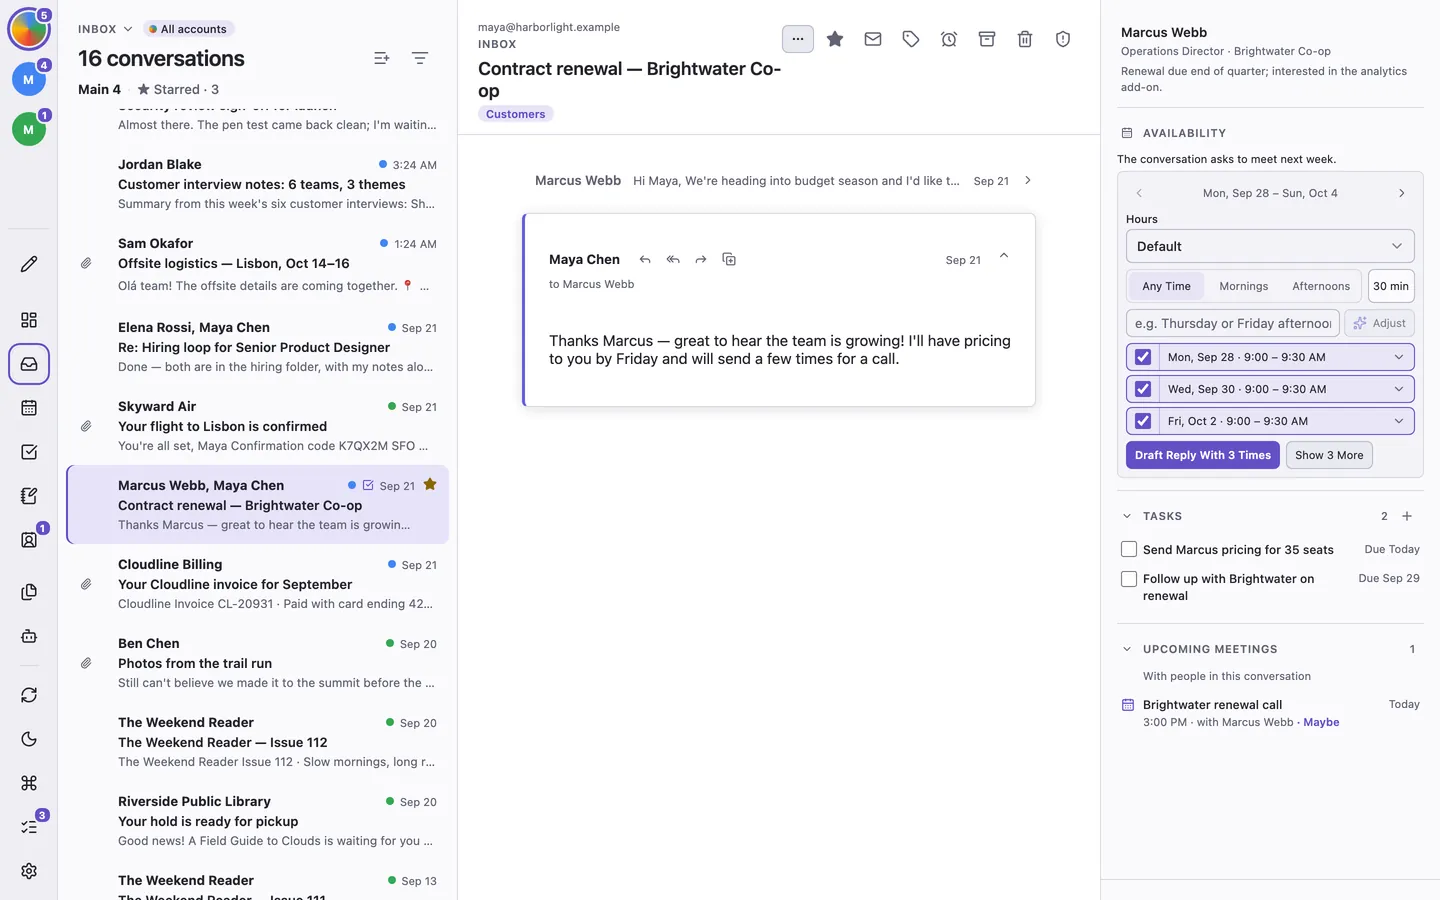 5
M
4
M
1
1
3
INBOX
All accounts
16 conversations
Main 4 · Starred · 3
Security review sign-off for launch
Almost there. The pen test came back clean; I'm waitin...
Jordan Blake
3:24 AM
Customer interview notes: 6 teams, 3 themes
Summary from this week's six customer interviews: Sh...
Sam Okafor
1:24 AM
Offsite logistics — Lisbon, Oct 14–16
Olá team! The offsite details are coming together. 📍 ...
Elena Rossi, Maya Chen
Sep 21
Re: Hiring loop for Senior Product Designer
Done — both are in the hiring folder, with my notes alo...
Skyward Air
Sep 21
Your flight to Lisbon is confirmed
You're all set, Maya Confirmation code K7QX2M SFO ...
Marcus Webb, Maya Chen
Sep 21
Contract renewal — Brightwater Co-op
Thanks Marcus — great to hear the team is growin...
Cloudline Billing
Sep 21
Your Cloudline invoice for September
Cloudline Invoice CL-20931 · Paid with card ending 42...
Ben Chen
Sep 20
Photos from the trail run
Still can't believe we made it to the summit before the ...
The Weekend Reader
Sep 20
The Weekend Reader — Issue 112
The Weekend Reader Issue 112 · Slow mornings, long r...
Riverside Public Library
Sep 20
Your hold is ready for pickup
Good news! A Field Guide to Clouds is waiting for you ...
The Weekend Reader
Sep 13
The Weekend Reader — Issue 111
maya@harborlight.example
INBOX
Contract renewal — Brightwater Co-
op
Customers
Marcus Webb
Hi Maya, We're heading into budget season and I'd like t...
Sep 21
Maya Chen
Sep 21
to Marcus Webb
Thanks Marcus — great to hear the team is growing! I'll have pricing
to you by Friday and will send a few times for a call.
Marcus Webb
Operations Director · Brightwater Co-op
Renewal due end of quarter; interested in the analytics
add-on.
AVAILABILITY
The conversation asks to meet next week.
Mon, Sep 28 – Sun, Oct 4
Hours
Default
Any Time
Mornings
Afternoons
30 min
e.g. Thursday or Friday afternoon
Adjust
Mon, Sep 28 · 9:00 – 9:30 AM
Wed, Sep 30 · 9:00 – 9:30 AM
Fri, Oct 2 · 9:00 – 9:30 AM
Draft Reply With 3 Times
Show 3 More
TASKS
2
Send Marcus pricing for 35 seats
Due Today
Follow up with Brightwater on
renewal
Due Sep 29
UPCOMING MEETINGS
1
With people in this conversation
Brightwater renewal call
Today
3:00 PM · with Marcus Webb · Maybe